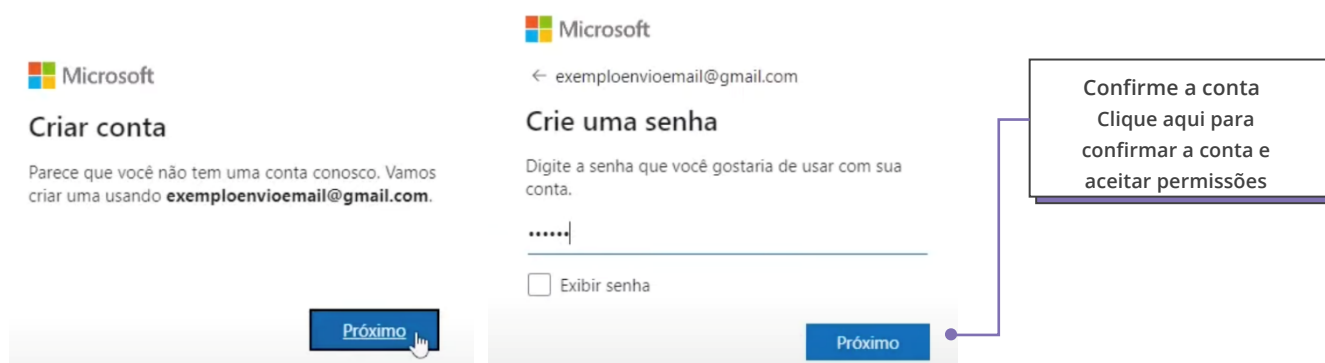 Microsoft
Criar conta
Parece que você não tem uma conta conosco. Vamos
criar uma usando exemploenvioemail@gmail.com.
Próximo
Microsoft
← exemploenvioemail@gmail.com
Crie uma senha
Digite a senha que você gostaria de usar com sua
conta.
••••••
Exibir senha
Próximo
Confirme a conta
Clique aqui para
confirmar a conta e
aceitar permissões